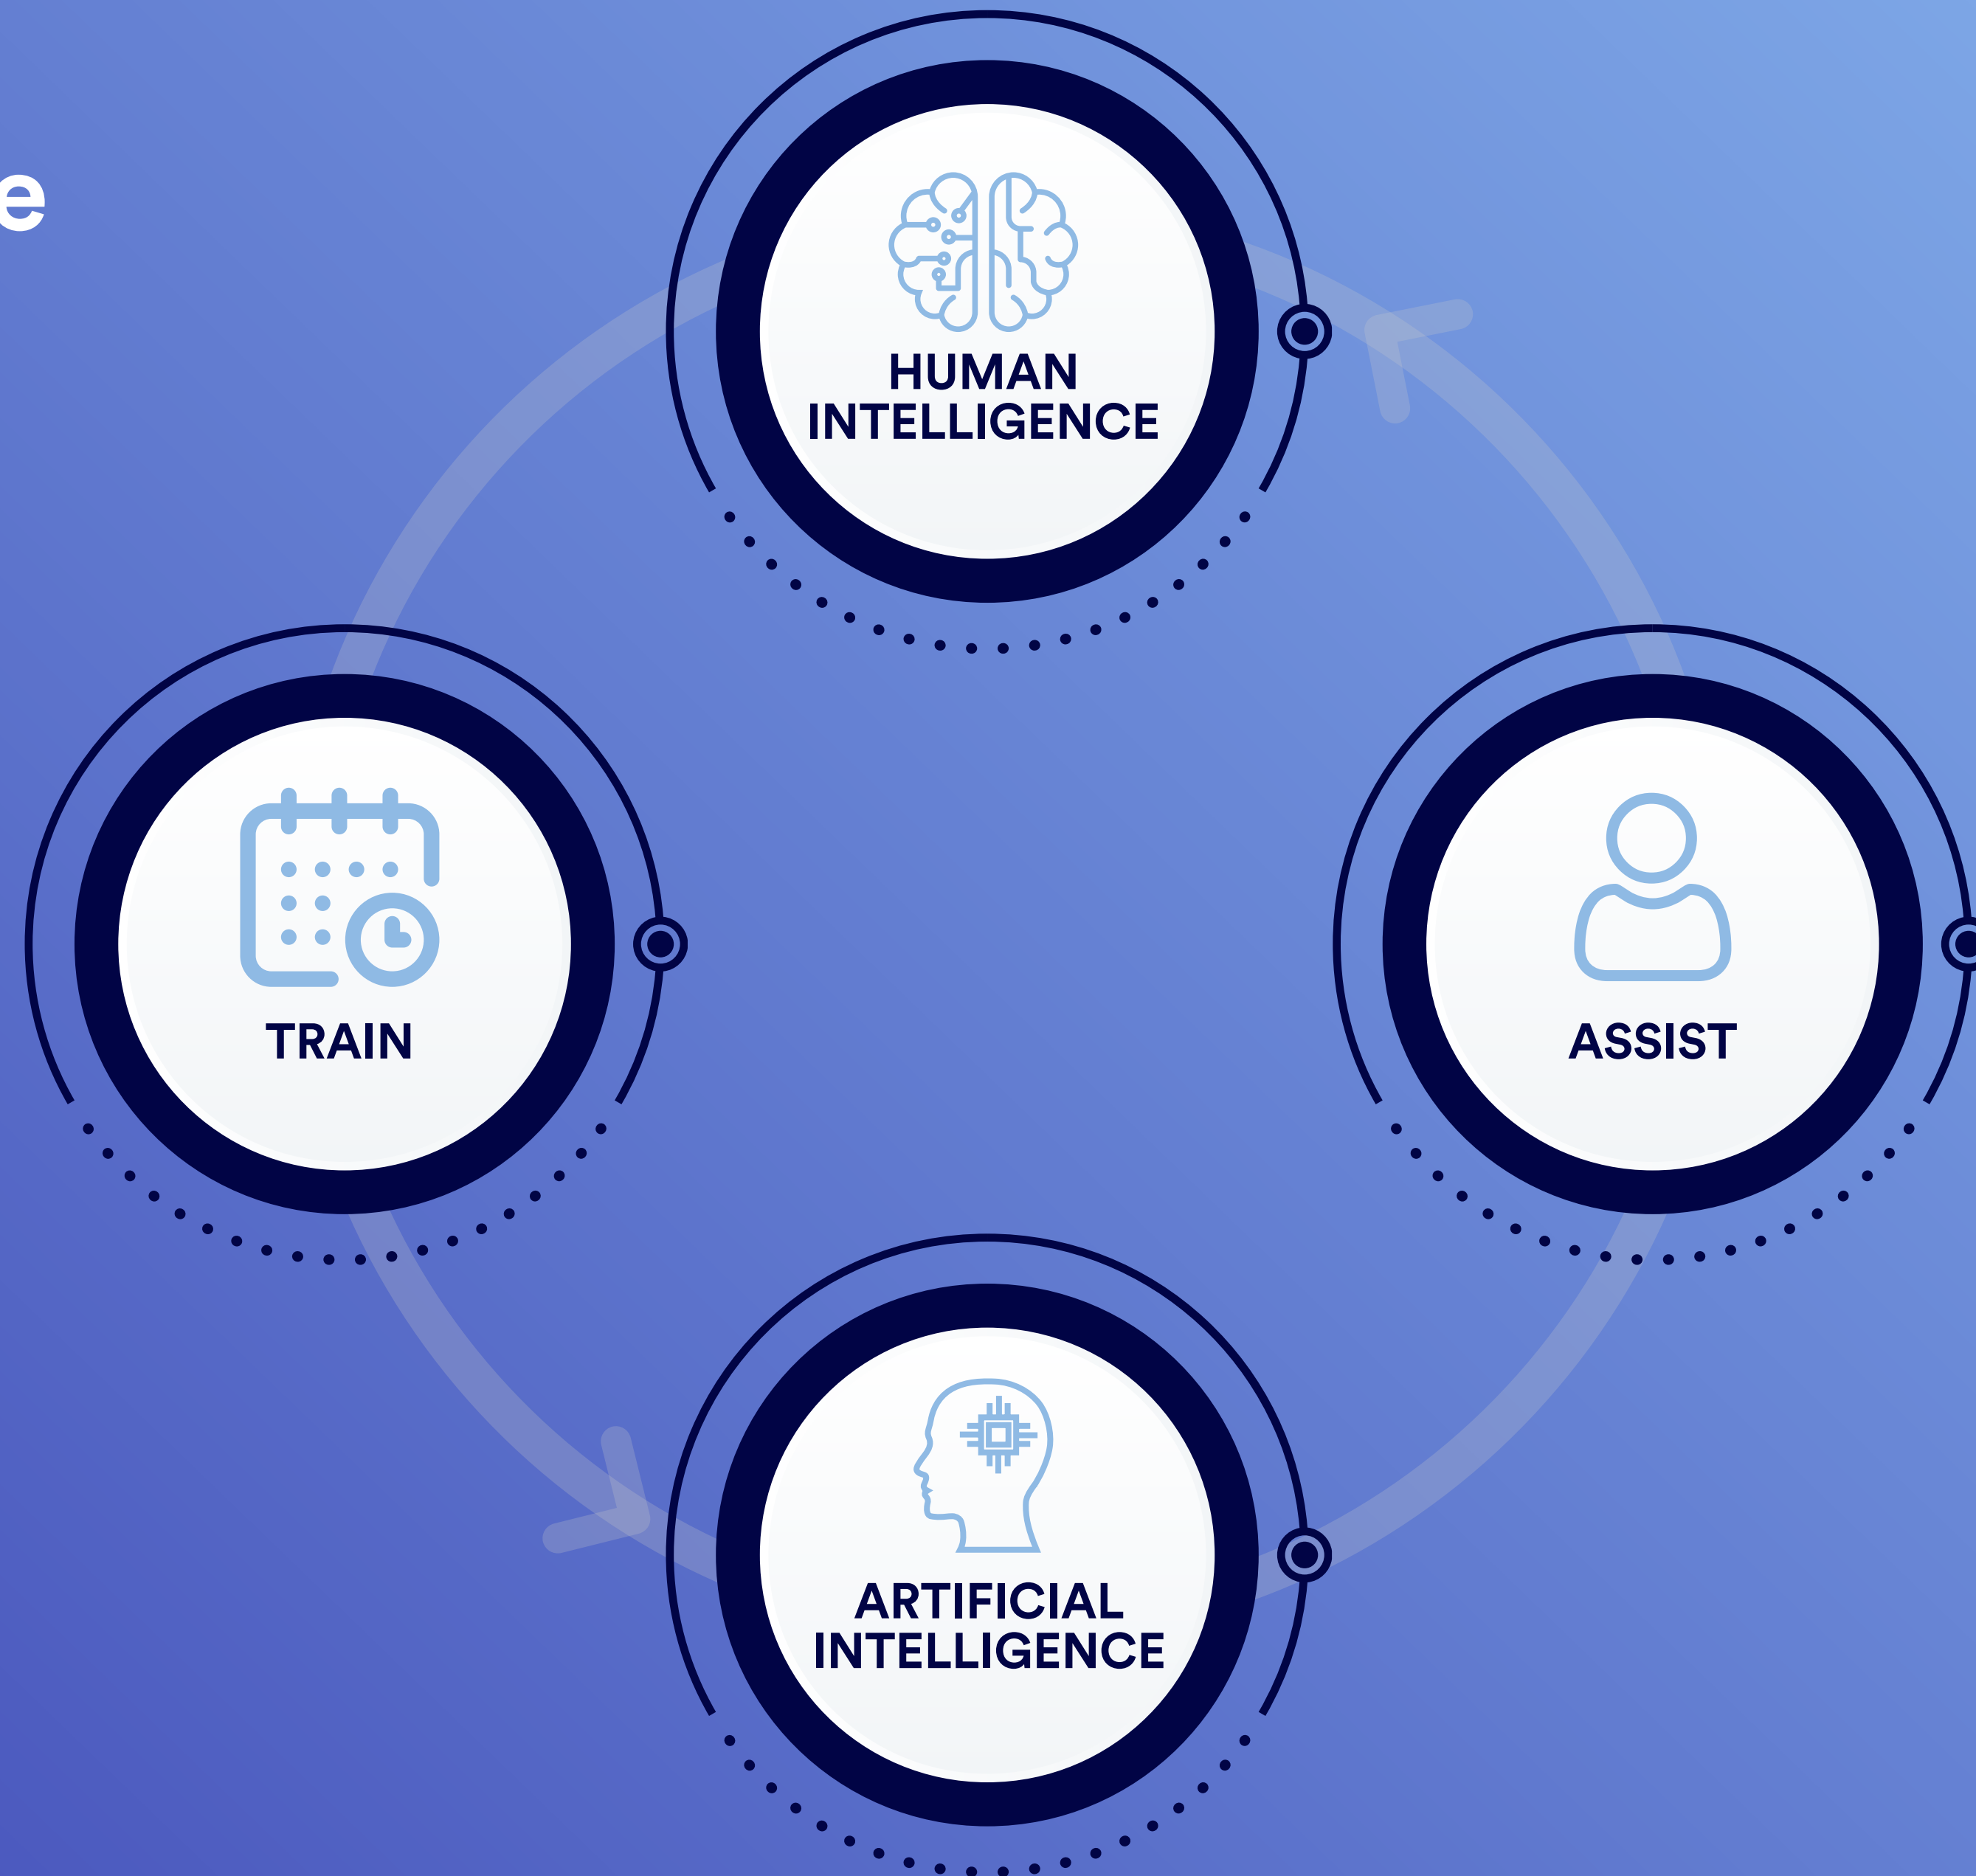 e
HUMAN
INTELLIGENCE
TRAIN
ASSIST
ARTIFICIAL
INTELLIGENCE